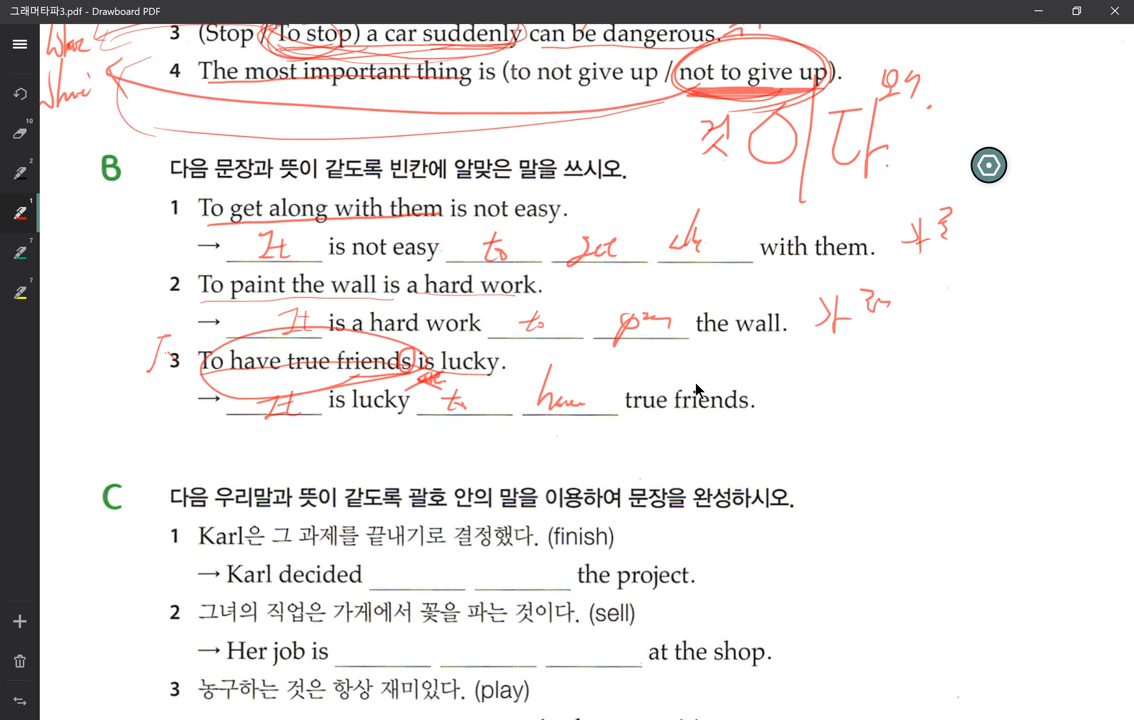 그래머타파3.pdf - Drawboard PDF
3 (Stop / To stop) a car suddenly can be dangerous.
4 The most important thing is (to not give up / not to give up).
것이다.
B 다음 문장과 뜻이 같도록 빈칸에 알맞은 말을 쓰시오.
1 To get along with them is not easy.
→ It is not easy to get with them.
2 To paint the wall is a hard work.
→ It is a hard work to the wall.
3 To have true friends is lucky.
→ It is lucky to have true friends.
C 다음 우리말과 뜻이 같도록 괄호 안의 말을 이용하여 문장을 완성하시오.
1 Karl은 그 과제를 끝내기로 결정했다. (finish)
→ Karl decided the project.
2 그녀의 직업은 가게에서 꽃을 파는 것이다. (sell)
→ Her job is at the shop.
3 농구하는 것은 항상 재미있다. (play)